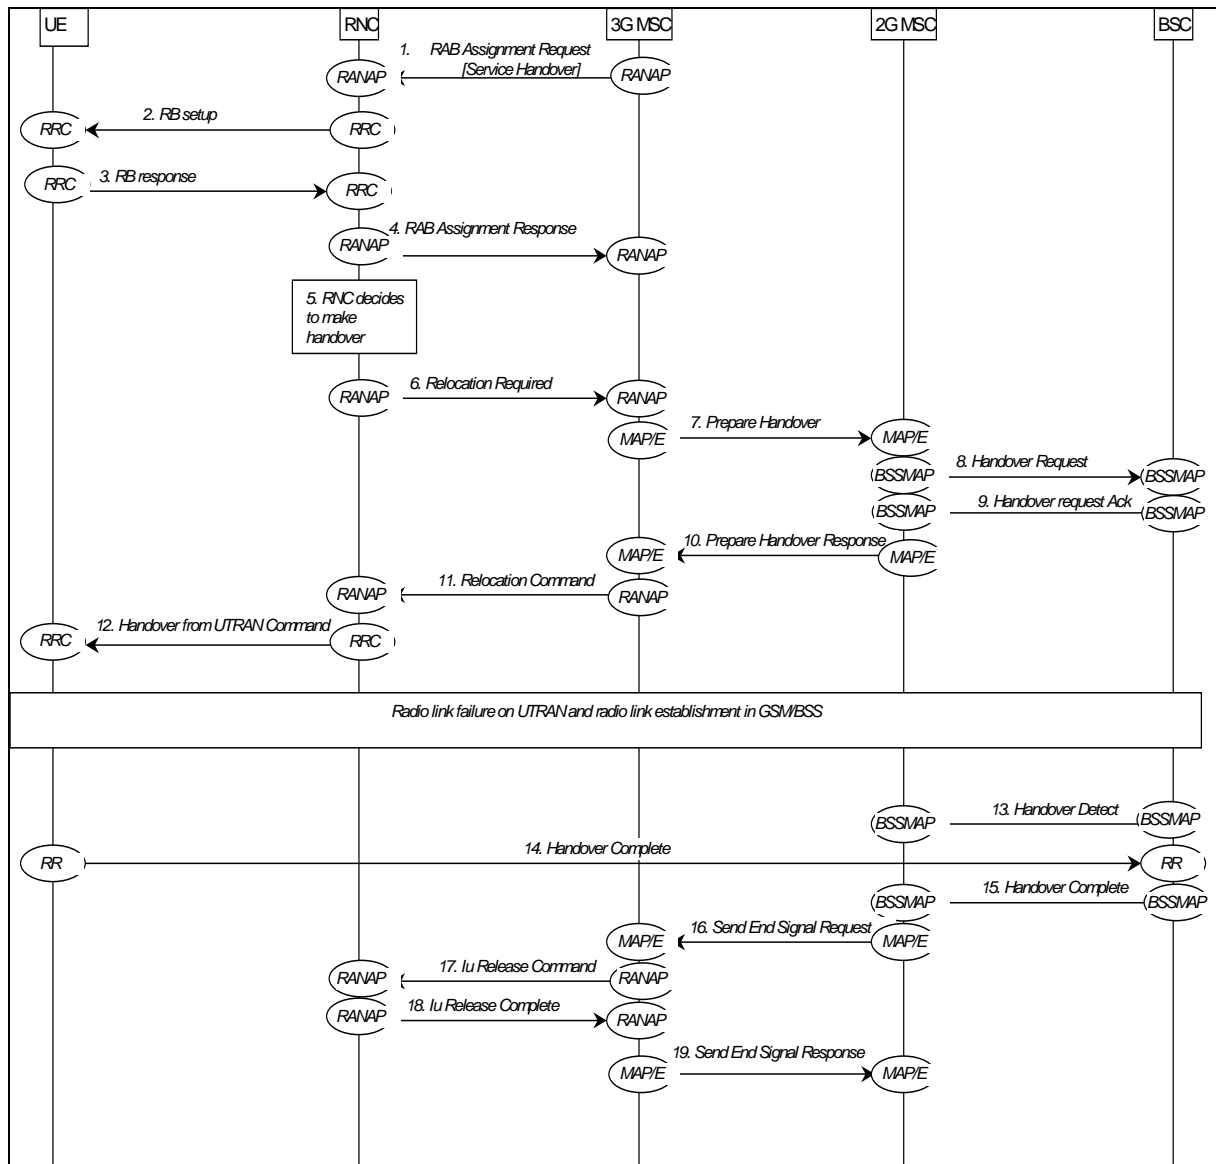 UE
RNC
3G MSC
2G MSC
BSC
1. RAB Assignment Request
[Service Handover]
RANAP
RANAP
2. RB setup
RRC
RRC
3. RB response
RRC
RRC
4. RAB Assignment Response
RANAP
RANAP
5. RNC decides
to make
handover
6. Relocation Required
RANAP
RANAP
7. Prepare Handover
MAP/E
MAP/E
8. Handover Request
BSSMAP
BSSMAP
9. Handover request Ack
BSSMAP
BSSMAP
10. Prepare Handover Response
MAP/E
MAP/E
11. Relocation Command
RANAP
RANAP
12. Handover from UTRAN Command
RRC
RRC
Radio link failure on UTRAN and radio link establishment in GSM/BSS
13. Handover Detect
BSSMAP
BSSMAP
14. Handover Complete
RR
RR
15. Handover Complete
BSSMAP
BSSMAP
16. Send End Signal Request
MAP/E
MAP/E
17. Iu Release Command
RANAP
RANAP
18. Iu Release Complete
RANAP
RANAP
19. Send End Signal Response
MAP/E
MAP/E